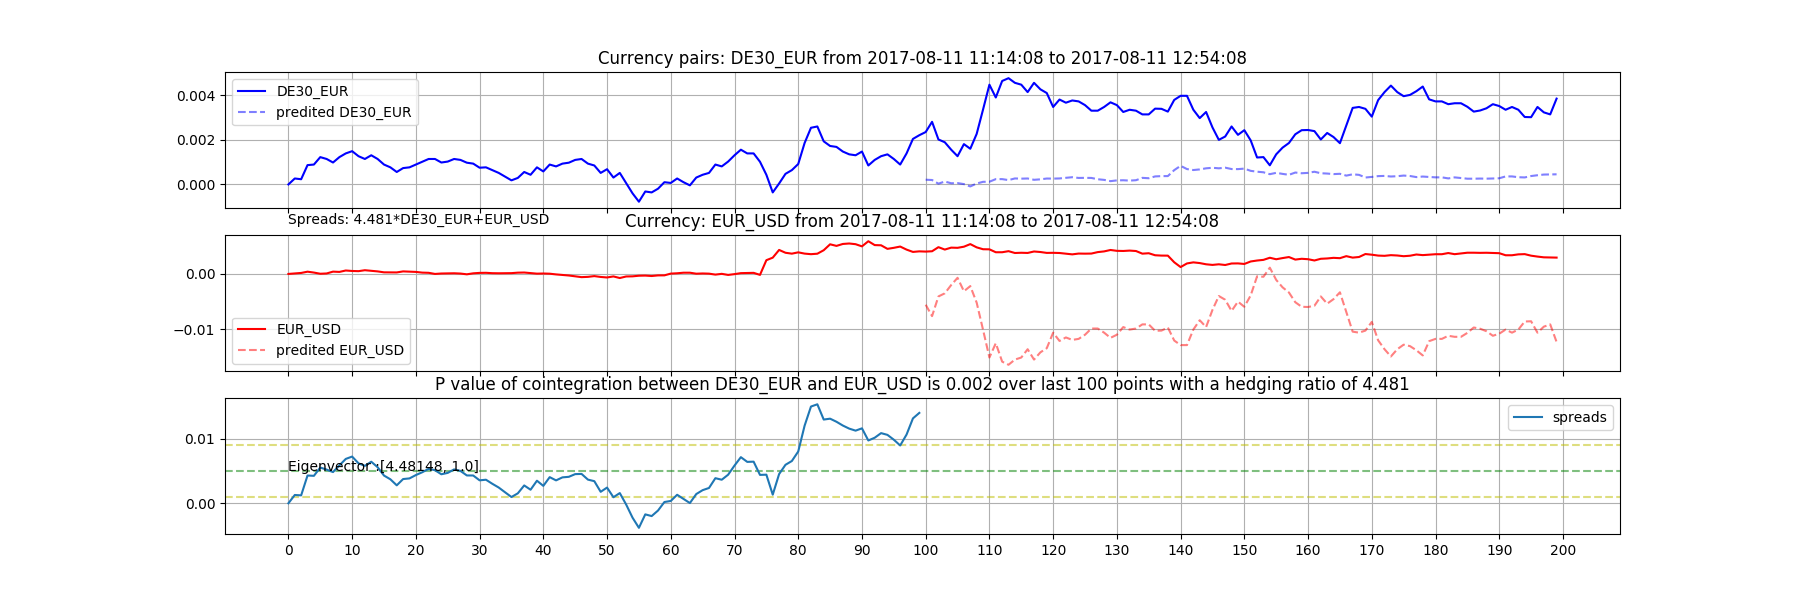 Currency pairs: DE30_EUR from 2017-08-11 11:14:08 to 2017-08-11 12:54:08
DE30_EUR
predited DE30_EUR
0.004
0.002
0.000
Spreads: 4.481*DE30_EUR+EUR_USD
Currency: EUR_USD from 2017-08-11 11:14:08 to 2017-08-11 12:54:08
0.00
−0.01
EUR_USD
predited EUR_USD
P value of cointegration between DE30_EUR and EUR_USD is 0.002 over last 100 points with a hedging ratio of 4.481
spreads
0.01
Eigenvector: [4.48148, 1.0]
0.00
0 10 20 30 40 50 60 70 80 90 100 110 120 130 140 150 160 170 180 190 200